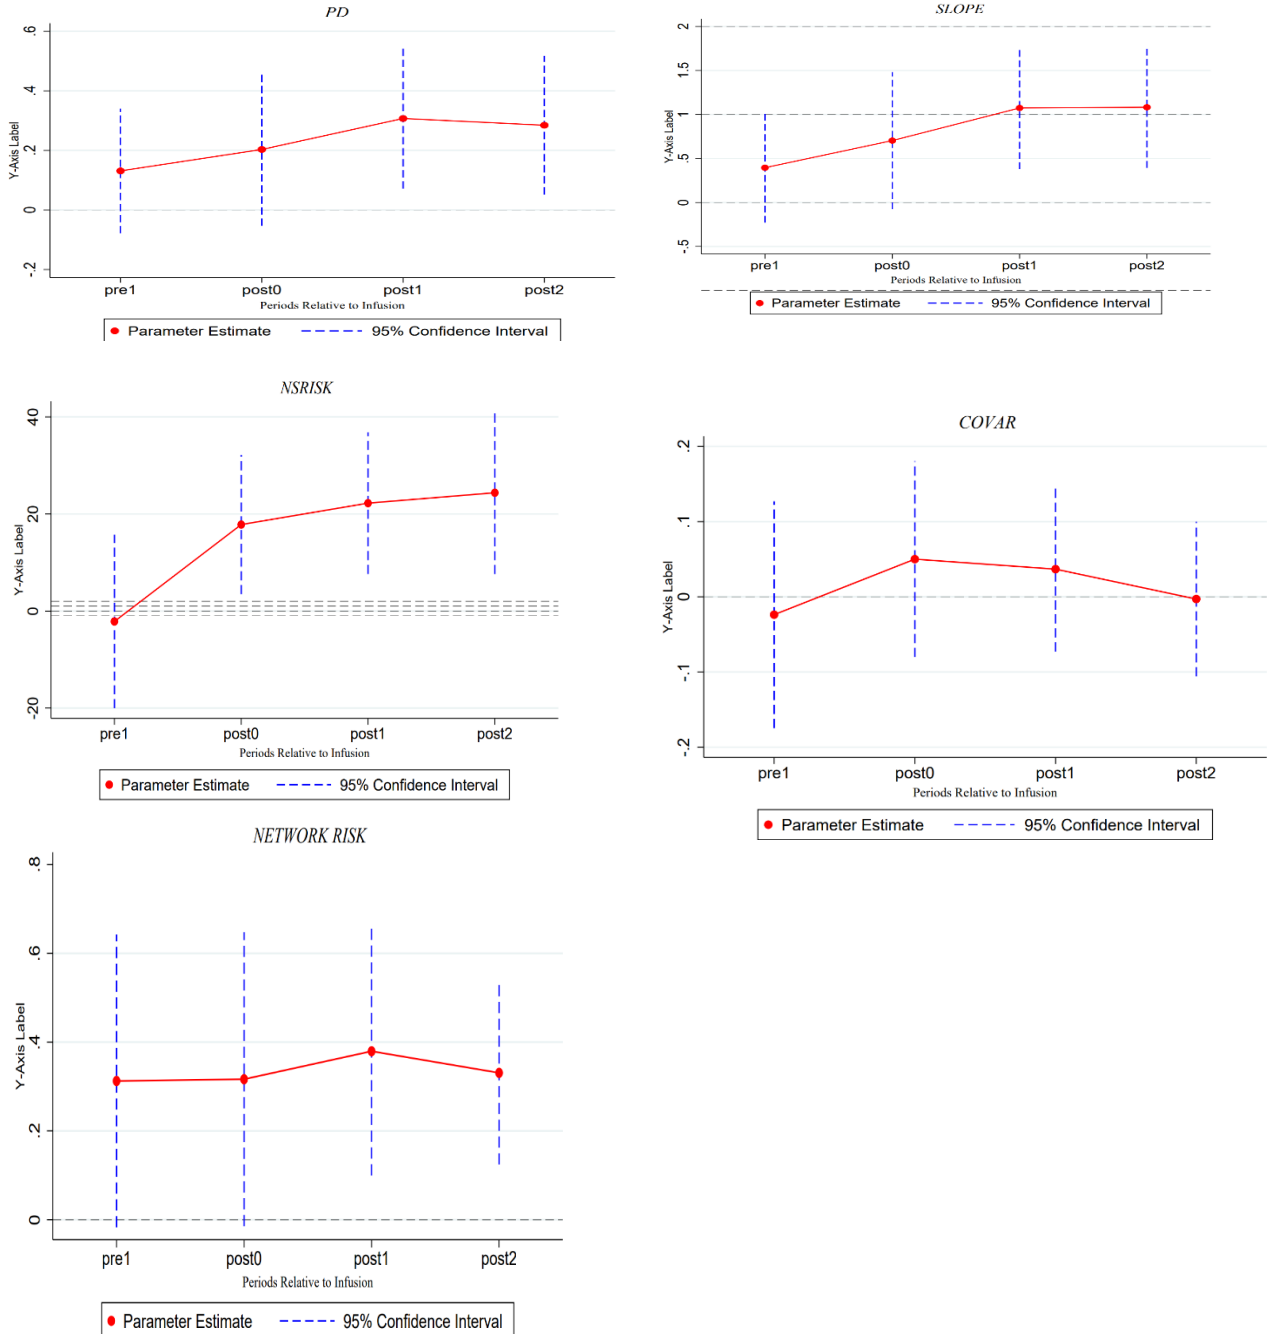 PD
.6
.4
.2
0
-.2
Y-Axis Label
pre1 post0 post1 post2
Periods Relative to Infusion
Parameter Estimate 95% Confidence Interval
SLOPE
2
1.5
1
.5
0
-.5
Y-Axis Label
pre1 post0 post1 post2
Periods Relative to Infusion
Parameter Estimate 95% Confidence Interval
NSRISK
40
20
0
-20
Y-Axis Label
pre1 post0 post1 post2
Periods Relative to Infusion
Parameter Estimate 95% Confidence Interval
COVAR
.2
.1
0
-.1
-.2
Y-Axis Label
pre1 post0 post1 post2
Periods Relative to Infusion
Parameter Estimate 95% Confidence Interval
NETWORK RISK
.8
.6
.4
.2
0
Y-Axis Label
pre1 post0 post1 post2
Periods Relative to Infusion
Parameter Estimate 95% Confidence Interval